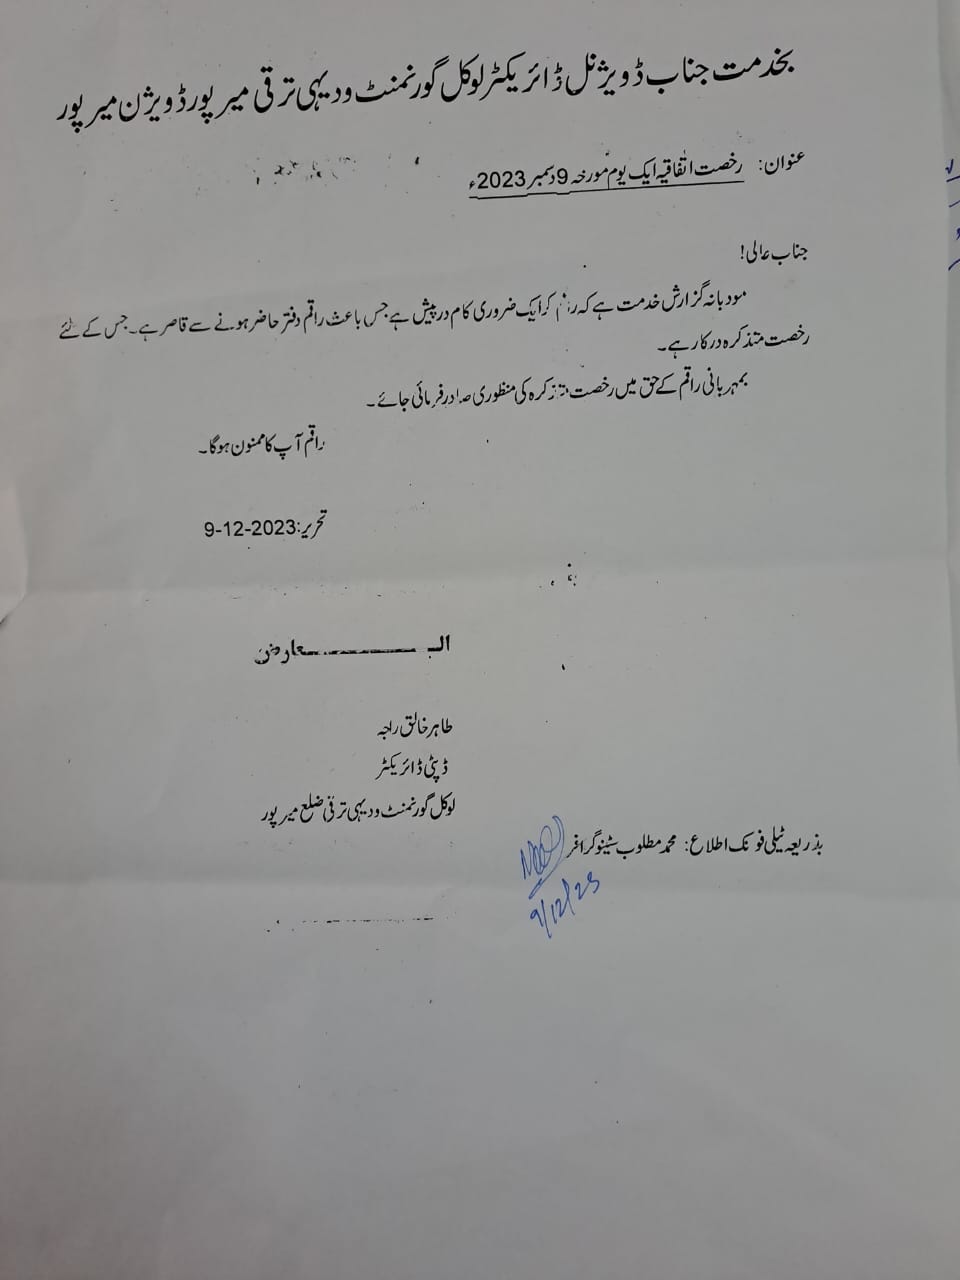 بخدمت جناب ڈویژنل ڈائریکٹر لوکل گورنمنٹ و دیہی ترقی میرپور ڈویژن میرپور
عنوان: رخصت اتفاقیہ ایک یوم مورخہ 9 دسمبر 2023ء
جناب عالی!
مودبانہ گزارش خدمت ہے کہ راقم کو ایک ضروری کام درپیش ہے جس باعث راقم دفتر حاضر ہونے سے قاصر ہے۔ جس کے لئے
رخصت متذکرہ درکار ہے۔
بمہربانی راقم کے حق میں رخصت متذکرہ کی منظوری صادر فرمائی جائے۔
راقم آپ کا ممنون ہوگا۔
تحریر: 9-12-2023
الـــــــــــعارض
طاہر خالق راجہ
ڈپٹی ڈائریکٹر
لوکل گورنمنٹ و دیہی ترقی ضلع میرپور
بذریعہ ٹیلی فونک اطلاع: محمد مطلوب سٹینوگرافر
9/12/23